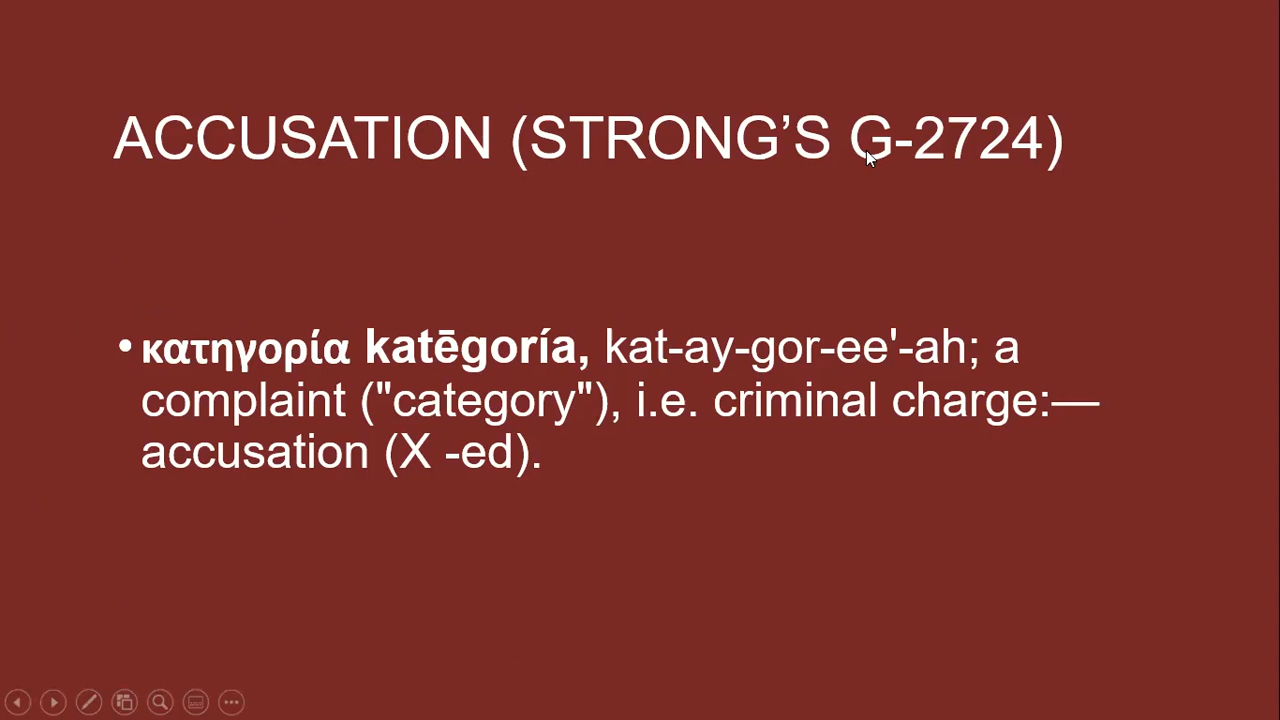 ACCUSATION (STRONG’S G-2724)
• κατηγορία katēgoría, kat-ay-gor-ee'-ah; a
complaint ("category"), i.e. criminal charge:—
accusation (X -ed).